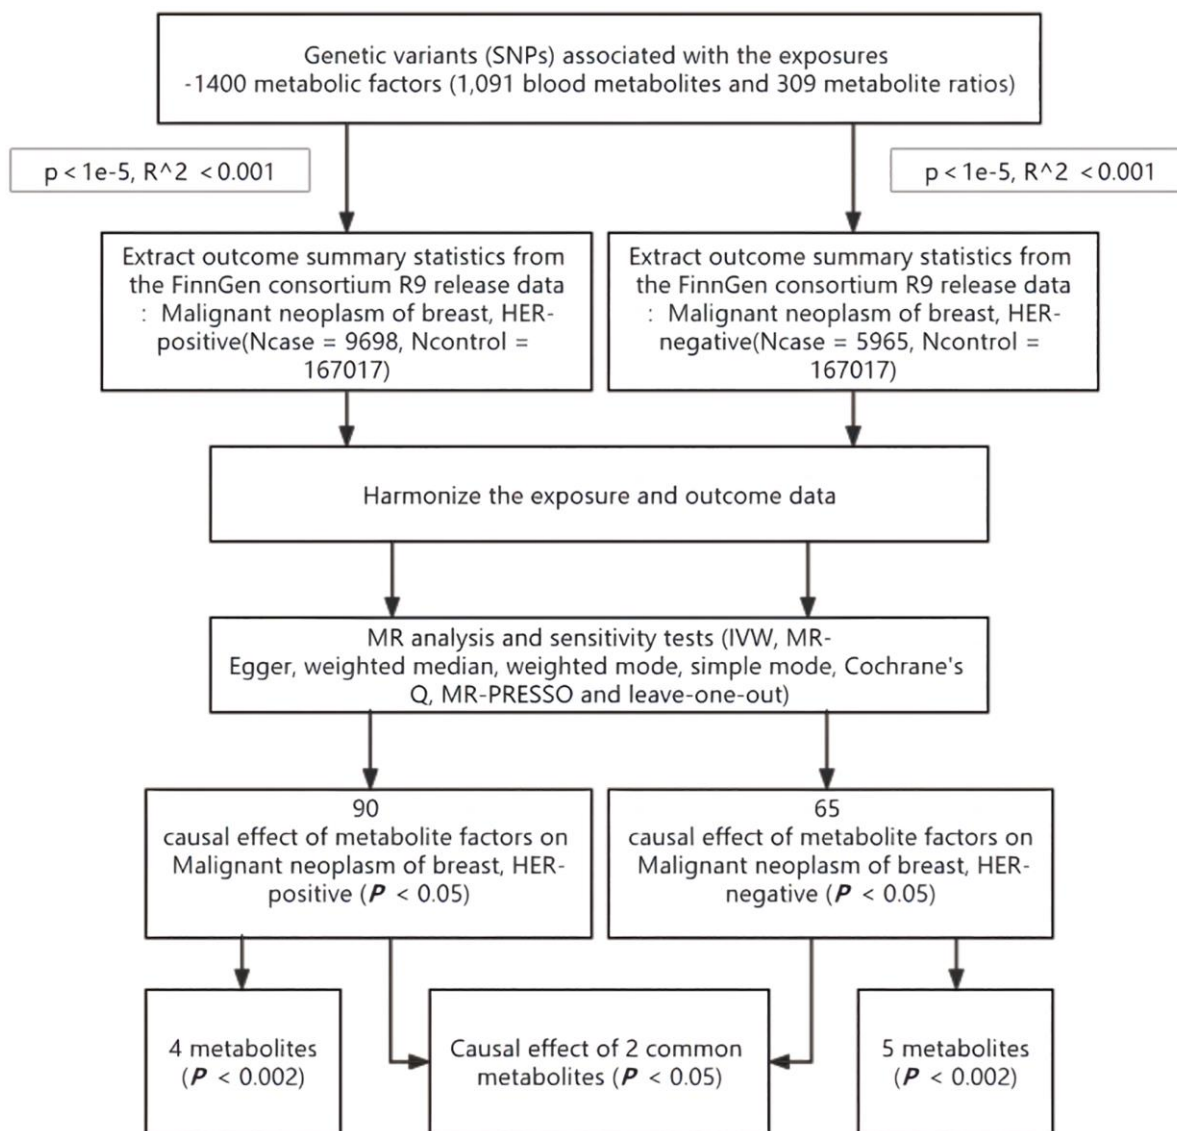 Genetic variants (SNPs) associated with the exposures
-1400 metabolic factors (1,091 blood metabolites and 309 metabolite ratios)
p < 1e-5, R^2 < 0.001
p < 1e-5, R^2 < 0.001
Extract outcome summary statistics from
the FinnGen consortium R9 release data
: Malignant neoplasm of breast, HER-
positive(Ncase = 9698, Ncontrol =
167017)
Extract outcome summary statistics from
the FinnGen consortium R9 release data
: Malignant neoplasm of breast, HER-
negative(Ncase = 5965, Ncontrol =
167017)
Harmonize the exposure and outcome data
MR analysis and sensitivity tests (IVW, MR-
Egger, weighted median, weighted mode, simple mode, Cochrane's
Q, MR-PRESSO and leave-one-out)
90
causal effect of metabolite factors on
Malignant neoplasm of breast, HER-
positive (P < 0.05)
65
causal effect of metabolite factors on
Malignant neoplasm of breast, HER-
negative (P < 0.05)
4 metabolites
(P < 0.002)
Causal effect of 2 common
metabolites (P < 0.05)
5 metabolites
(P < 0.002)